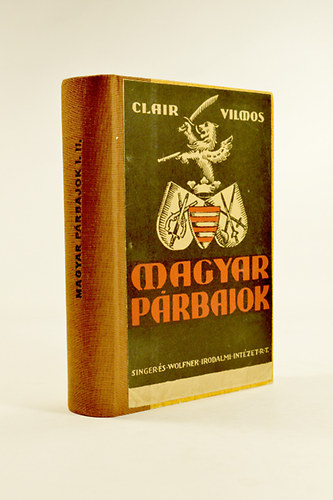 MAGYAR PÁRBAJOK I. II.
CLAIR VILMOS
MAGYAR
PÁRBAJOK
SINGER-ÉS-WOLFNER-IRODALMI-INTÉZET-R/T.